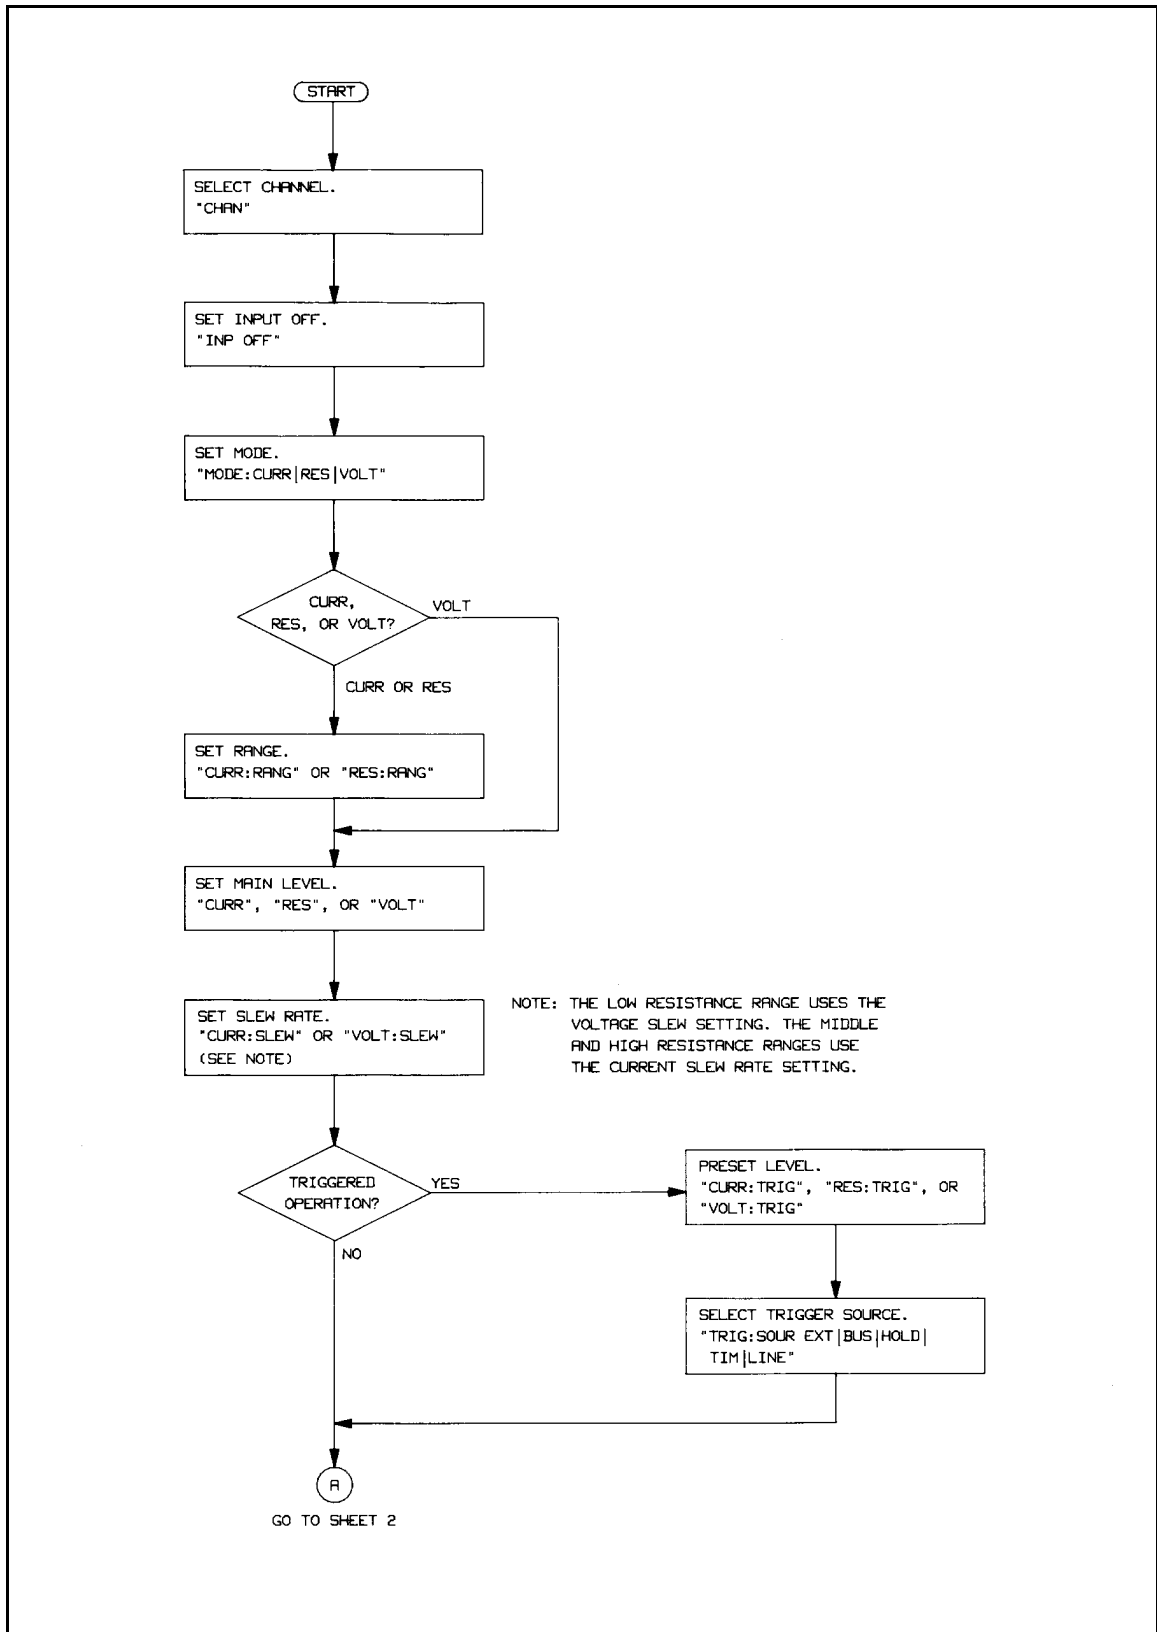 START
SELECT CHANNEL.
"CHAN"
SET INPUT OFF.
"INP OFF"
SET MODE.
"MODE:CURR|RES|VOLT"
CURR,
RES, OR VOLT?
VOLT
CURR OR RES
SET RANGE.
"CURR:RANG" OR "RES:RANG"
SET MAIN LEVEL.
"CURR", "RES", OR "VOLT"
SET SLEW RATE.
"CURR:SLEW" OR "VOLT:SLEW"
(SEE NOTE)
NOTE: THE LOW RESISTANCE RANGE USES THE
VOLTAGE SLEW SETTING. THE MIDDLE
AND HIGH RESISTANCE RANGES USE
THE CURRENT SLEW RATE SETTING.
TRIGGERED
OPERATION?
YES
NO
PRESET LEVEL.
"CURR:TRIG", "RES:TRIG", OR
"VOLT:TRIG"
SELECT TRIGGER SOURCE.
"TRIG:SOUR EXT|BUS|HOLD|
TIM|LINE"
A
GO TO SHEET 2